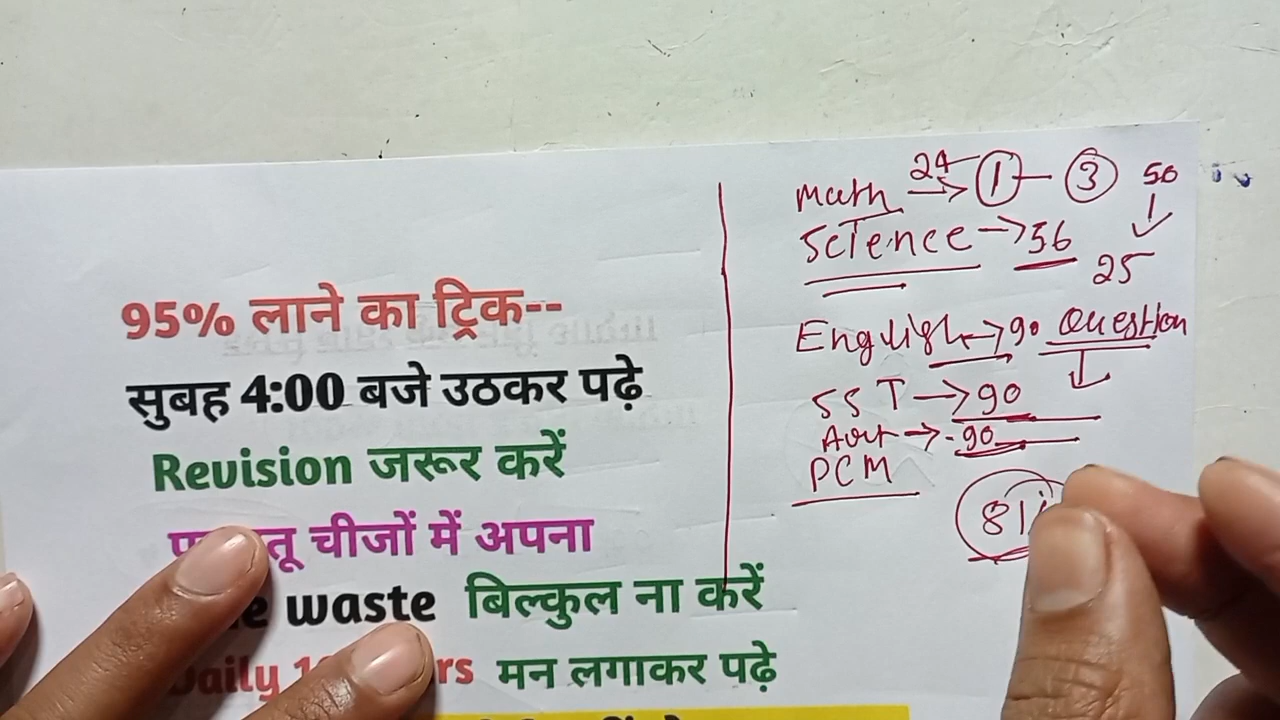 95% लाने का ट्रिक--
सुबह 4:00 बजे उठकर पढ़े
Revision जरूर करें
चीजों में अपना
waste बिल्कुल ना करें
Daily मन लगाकर पढ़े
math 24 → 1 — 3 50
Science → 56
25
English → 90 Question
SST → 90
Art → 90
PCM